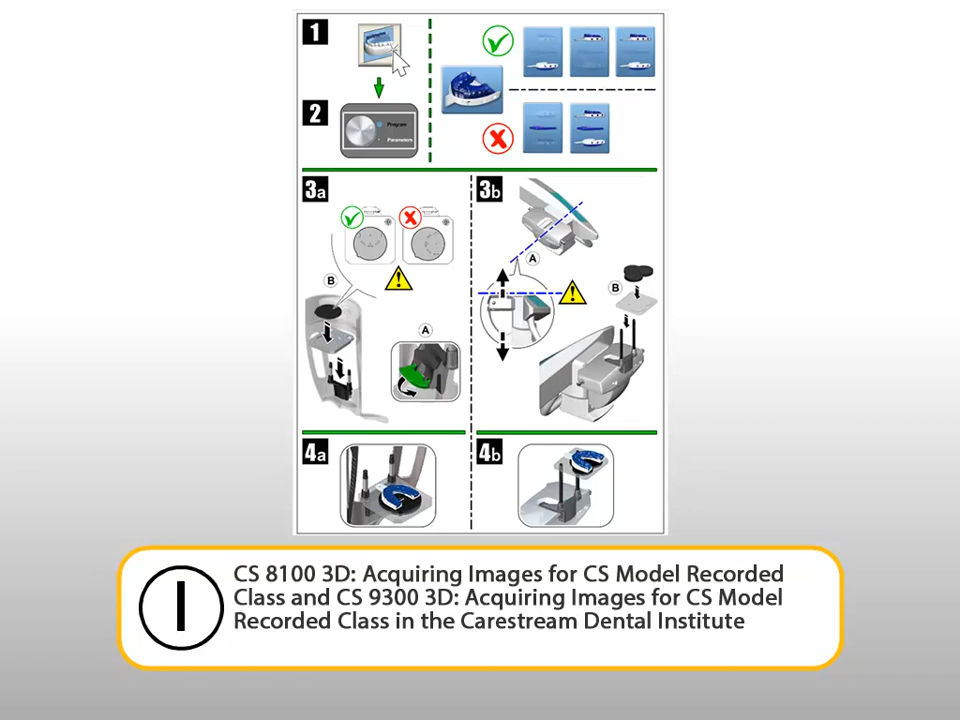 1
2
Program
Parameters
3a
3b
B
A
A
B
4a
4b
I
CS 8100 3D: Acquiring Images for CS Model Recorded
Class and CS 9300 3D: Acquiring Images for CS Model
Recorded Class in the Carestream Dental Institute